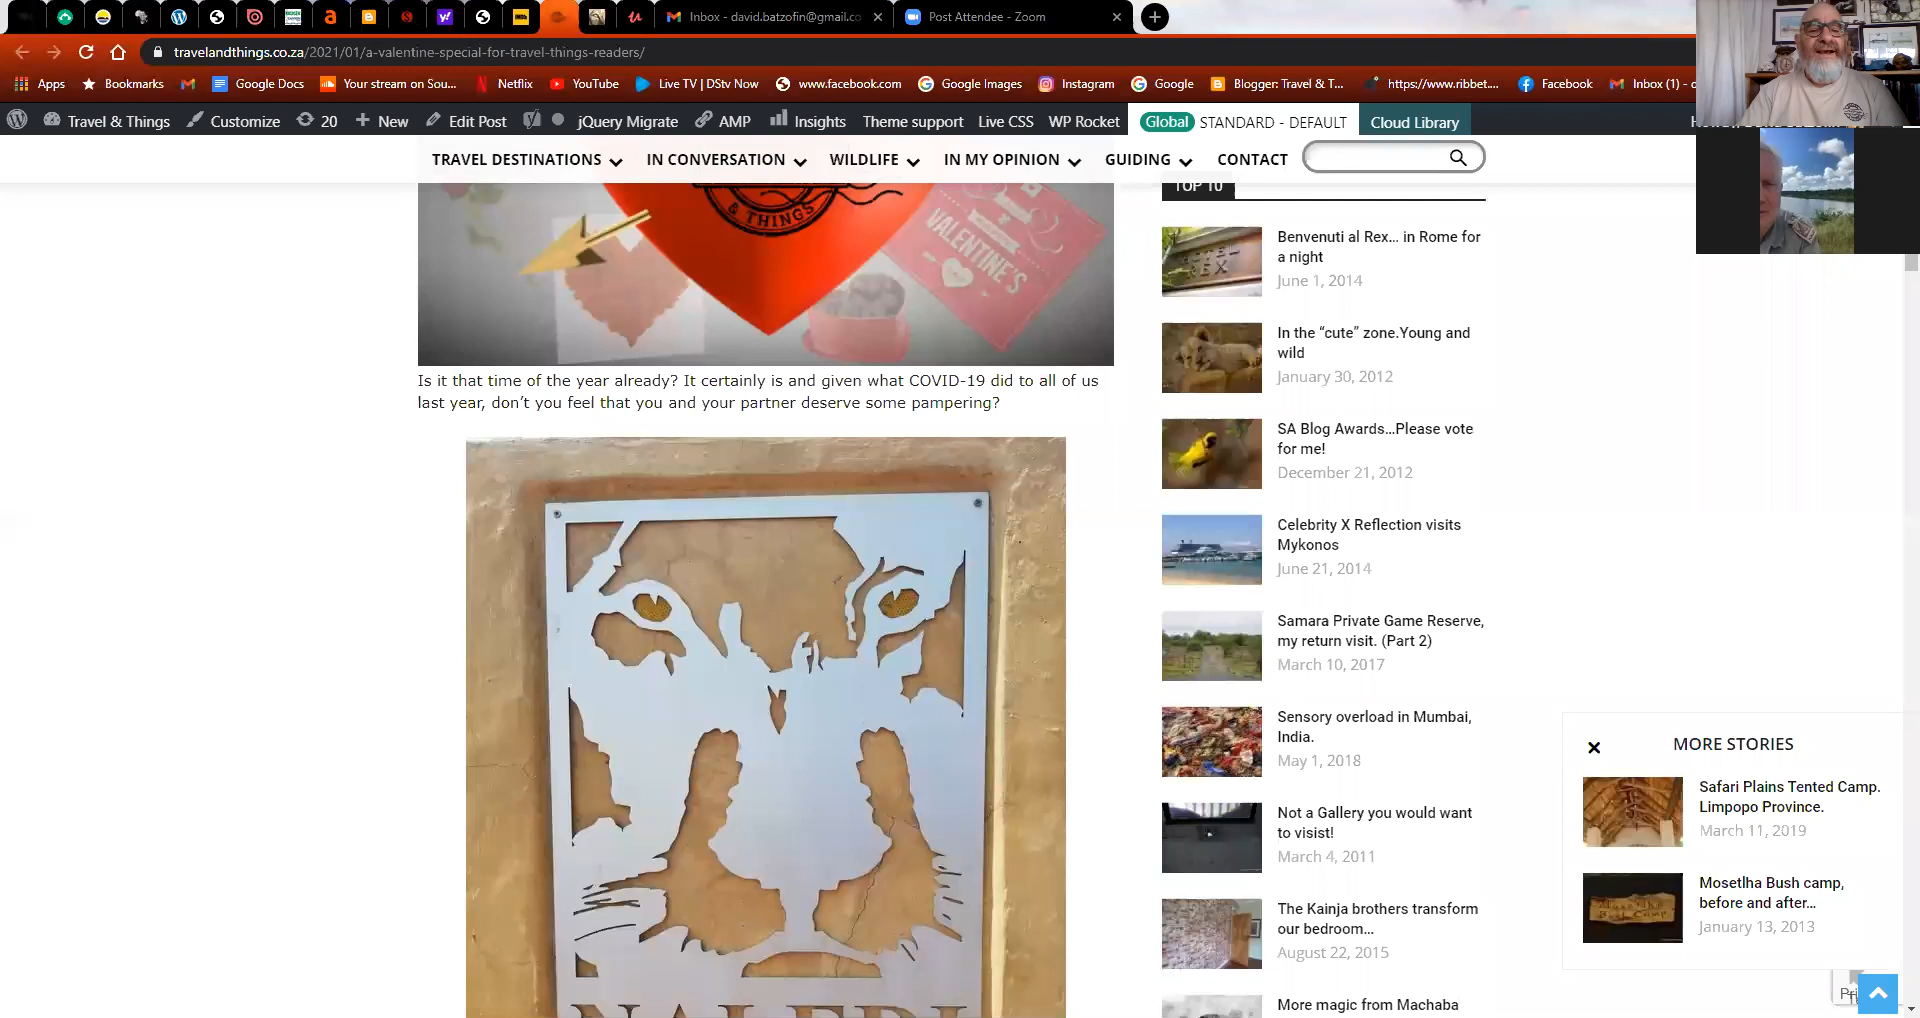 Inbox - david.batzofin@gmail.co
Post Attendee - Zoom
travelandthings.co.za/2021/01/a-valentine-special-for-travel-things-readers/
Apps
Bookmarks
Google Docs
Your stream on Sou...
Netflix
YouTube
Live TV | DStv Now
www.facebook.com
Google Images
Instagram
Google
Blogger: Travel & T...
https://www.ribbet....
Facebook
Inbox (1) -
Travel & Things
Customize
20
New
Edit Post
jQuery Migrate
AMP
Insights
Theme support
Live CSS
WP Rocket
Global STANDARD - DEFAULT
Cloud Library
TRAVEL DESTINATIONS
IN CONVERSATION
WILDLIFE
IN MY OPINION
GUIDING
CONTACT
& THINGS
VALENTINE'S
Is it that time of the year already? It certainly is and given what COVID-19 did to all of us
last year, don't you feel that you and your partner deserve some pampering?
NALEDI
TOP 10
HOTEL
REX
Benvenuti al Rex... in Rome for
a night
June 1, 2014
In the “cute” zone.Young and
wild
January 30, 2012
SA Blog Awards...Please vote
for me!
December 21, 2012
Celebrity X Reflection visits
Mykonos
June 21, 2014
Samara Private Game Reserve,
my return visit. (Part 2)
March 10, 2017
Sensory overload in Mumbai,
India.
May 1, 2018
Not a Gallery you would want
to visist!
March 4, 2011
The Kainja brothers transform
our bedroom...
August 22, 2015
More magic from Machaba
MORE STORIES
Safari Plains Tented Camp.
Limpopo Province.
March 11, 2019
Mosetlha Bush camp,
before and after...
January 13, 2013